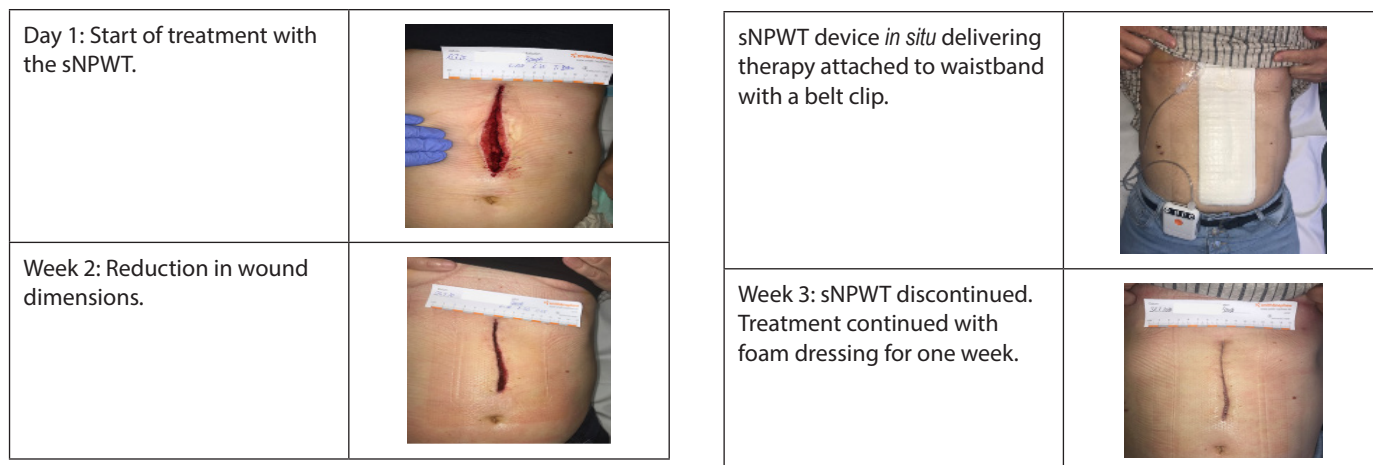 Day 1: Start of treatment with
the sNPWT.
Week 2: Reduction in wound
dimensions.
sNPWT device in situ delivering
therapy attached to waistband
with a belt clip.
Week 3: sNPWT discontinued.
Treatment continued with
foam dressing for one week.